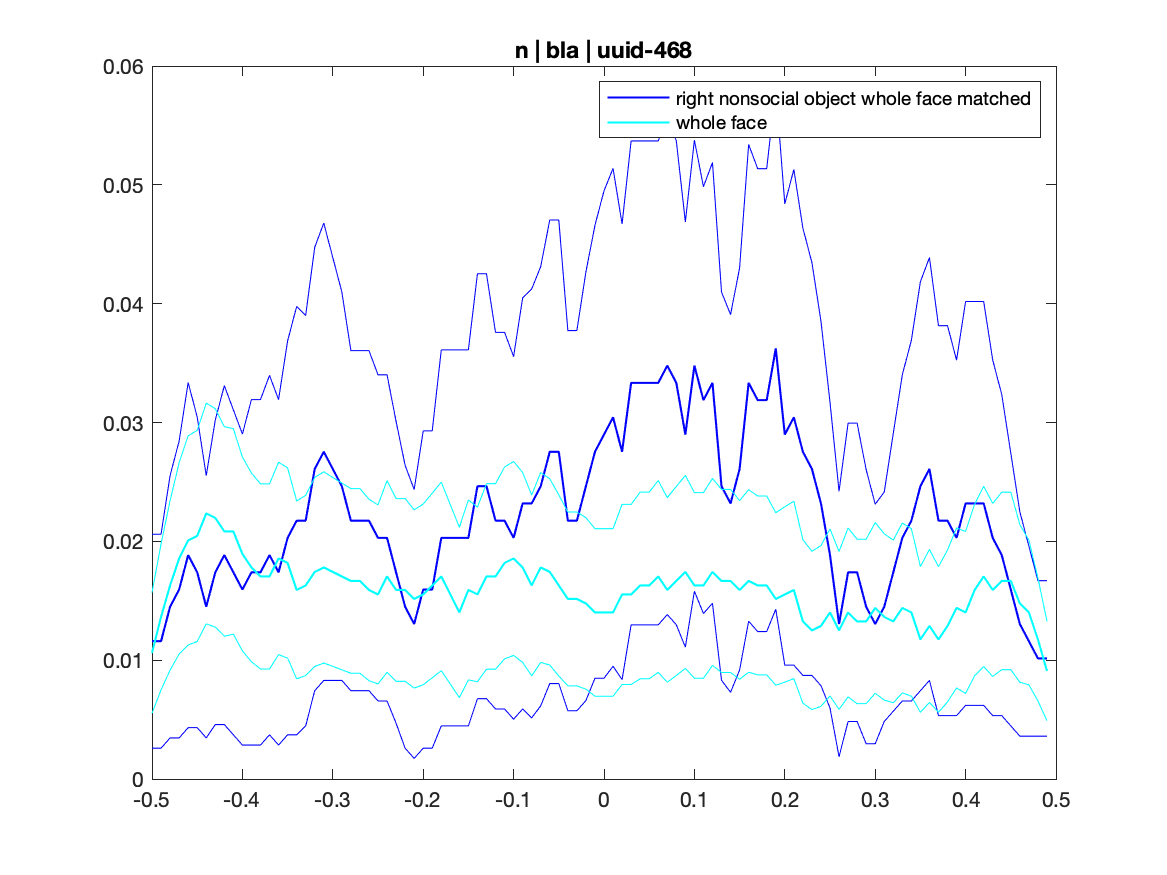 n | bla | uuid-468
right nonsocial object whole face matched
whole face
0.06
0.05
0.04
0.03
0.02
0.01
0
-0.5 -0.4 -0.3 -0.2 -0.1 0 0.1 0.2 0.3 0.4 0.5